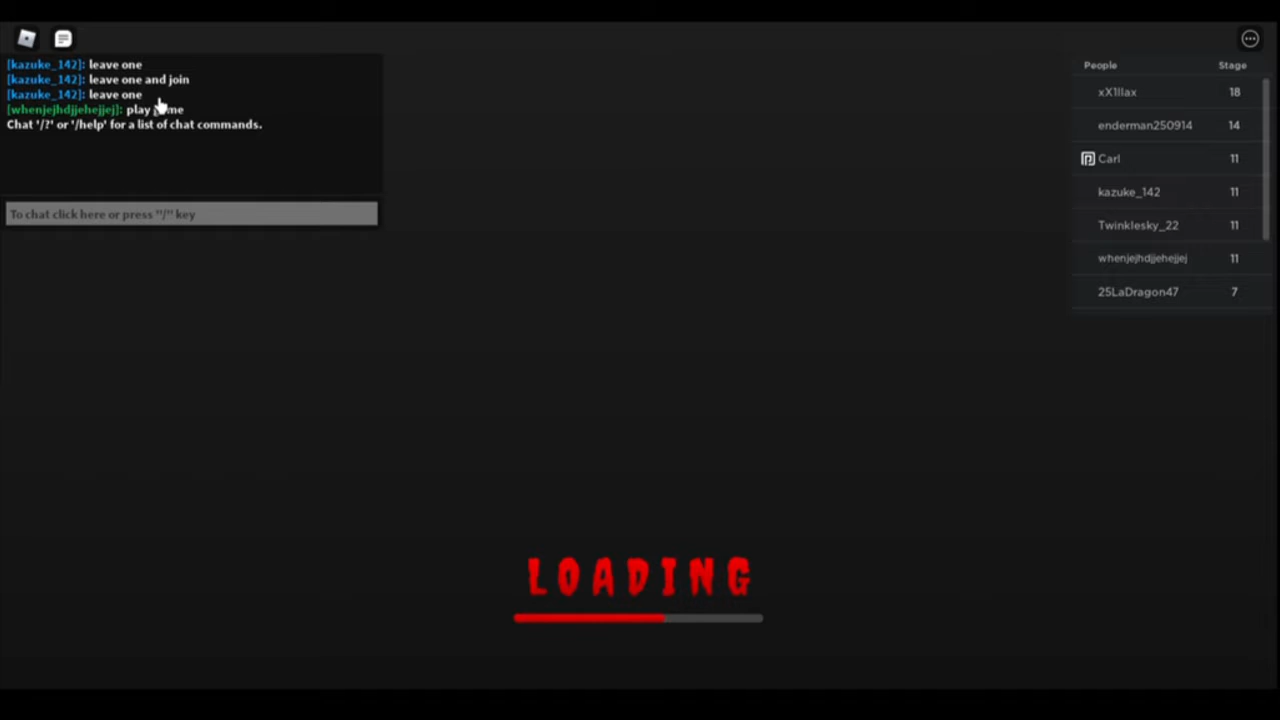 [kazuke_142]: leave one
[kazuke_142]: leave one and join
[kazuke_142]: leave one
[whenjejhdjjehejjej]: play
Chat '/?' or '/help' for a list of chat commands.
To chat click here or press "/" key
People Stage
xX1llax 18
enderman250914 14
Carl 11
kazuke_142 11
Twinklesky_22 11
whenjejhdjjehejjej 11
25LaDragon47 7
LOADING